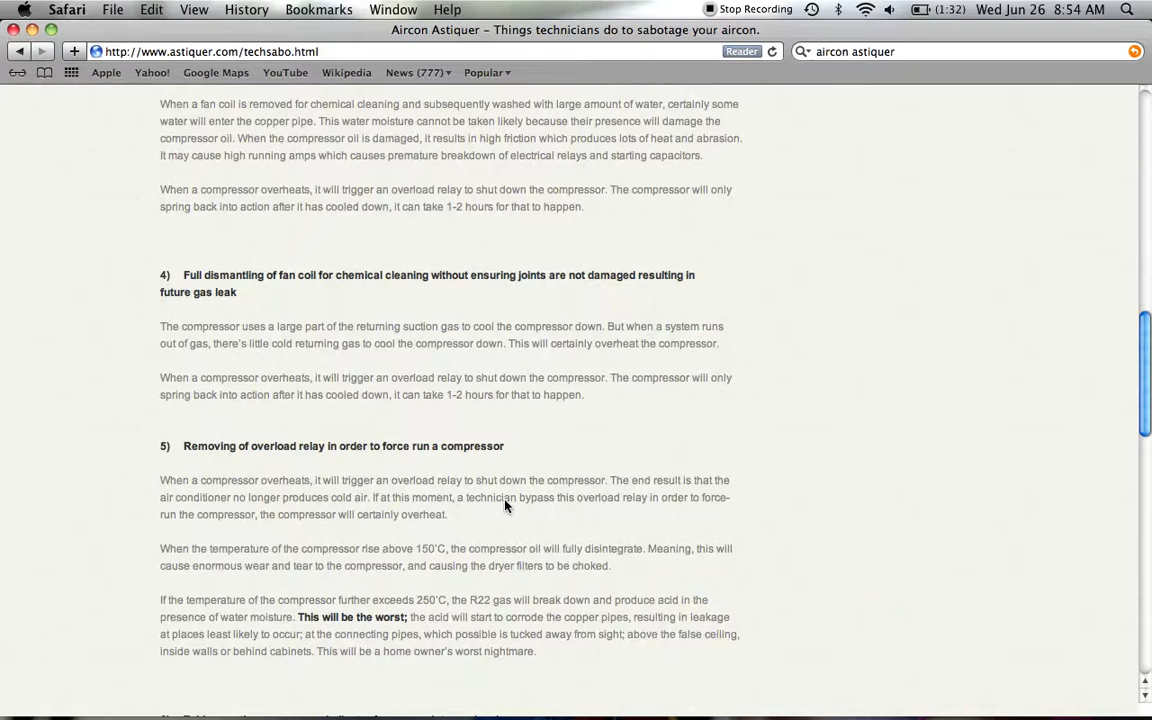 Safari File Edit View History Bookmarks Window Help Stop Recording (1:32) Wed Jun 26 8:54 AM
Aircon Astiquer – Things technicians do to sabotage your aircon.
http://www.astiquer.com/techsabo.html Reader aircon astiquer
Apple Yahoo! Google Maps YouTube Wikipedia News (777) Popular
When a fan coil is removed for chemical cleaning and subsequently washed with large amount of water, certainly some
water will enter the copper pipe. This water moisture cannot be taken likely because their presence will damage the
compressor oil. When the compressor oil is damaged, it results in high friction which produces lots of heat and abrasion.
It may cause high running amps which causes premature breakdown of electrical relays and starting capacitors.
When a compressor overheats, it will trigger an overload relay to shut down the compressor. The compressor will only
spring back into action after it has cooled down, it can take 1-2 hours for that to happen.
4) Full dismantling of fan coil for chemical cleaning without ensuring joints are not damaged resulting in
future gas leak
The compressor uses a large part of the returning suction gas to cool the compressor down. But when a system runs
out of gas, there's little cold returning gas to cool the compressor down. This will certainly overheat the compressor.
When a compressor overheats, it will trigger an overload relay to shut down the compressor. The compressor will only
spring back into action after it has cooled down, it can take 1-2 hours for that to happen.
5) Removing of overload relay in order to force run a compressor
When a compressor overheats, it will trigger an overload relay to shut down the compressor. The end result is that the
air conditioner no longer produces cold air. If at this moment, a technician bypass this overload relay in order to force-
run the compressor, the compressor will certainly overheat.
When the temperature of the compressor rise above 150˚C, the compressor oil will fully disintegrate. Meaning, this will
cause enormous wear and tear to the compressor, and causing the dryer filters to be choked.
If the temperature of the compressor further exceeds 250˚C, the R22 gas will break down and produce acid in the
presence of water moisture. This will be the worst; the acid will start to corrode the copper pipes, resulting in leakage
at places least likely to occur; at the connecting pipes, which possible is tucked away from sight; above the false ceiling,
inside walls or behind cabinets. This will be a home owner's worst nightmare.